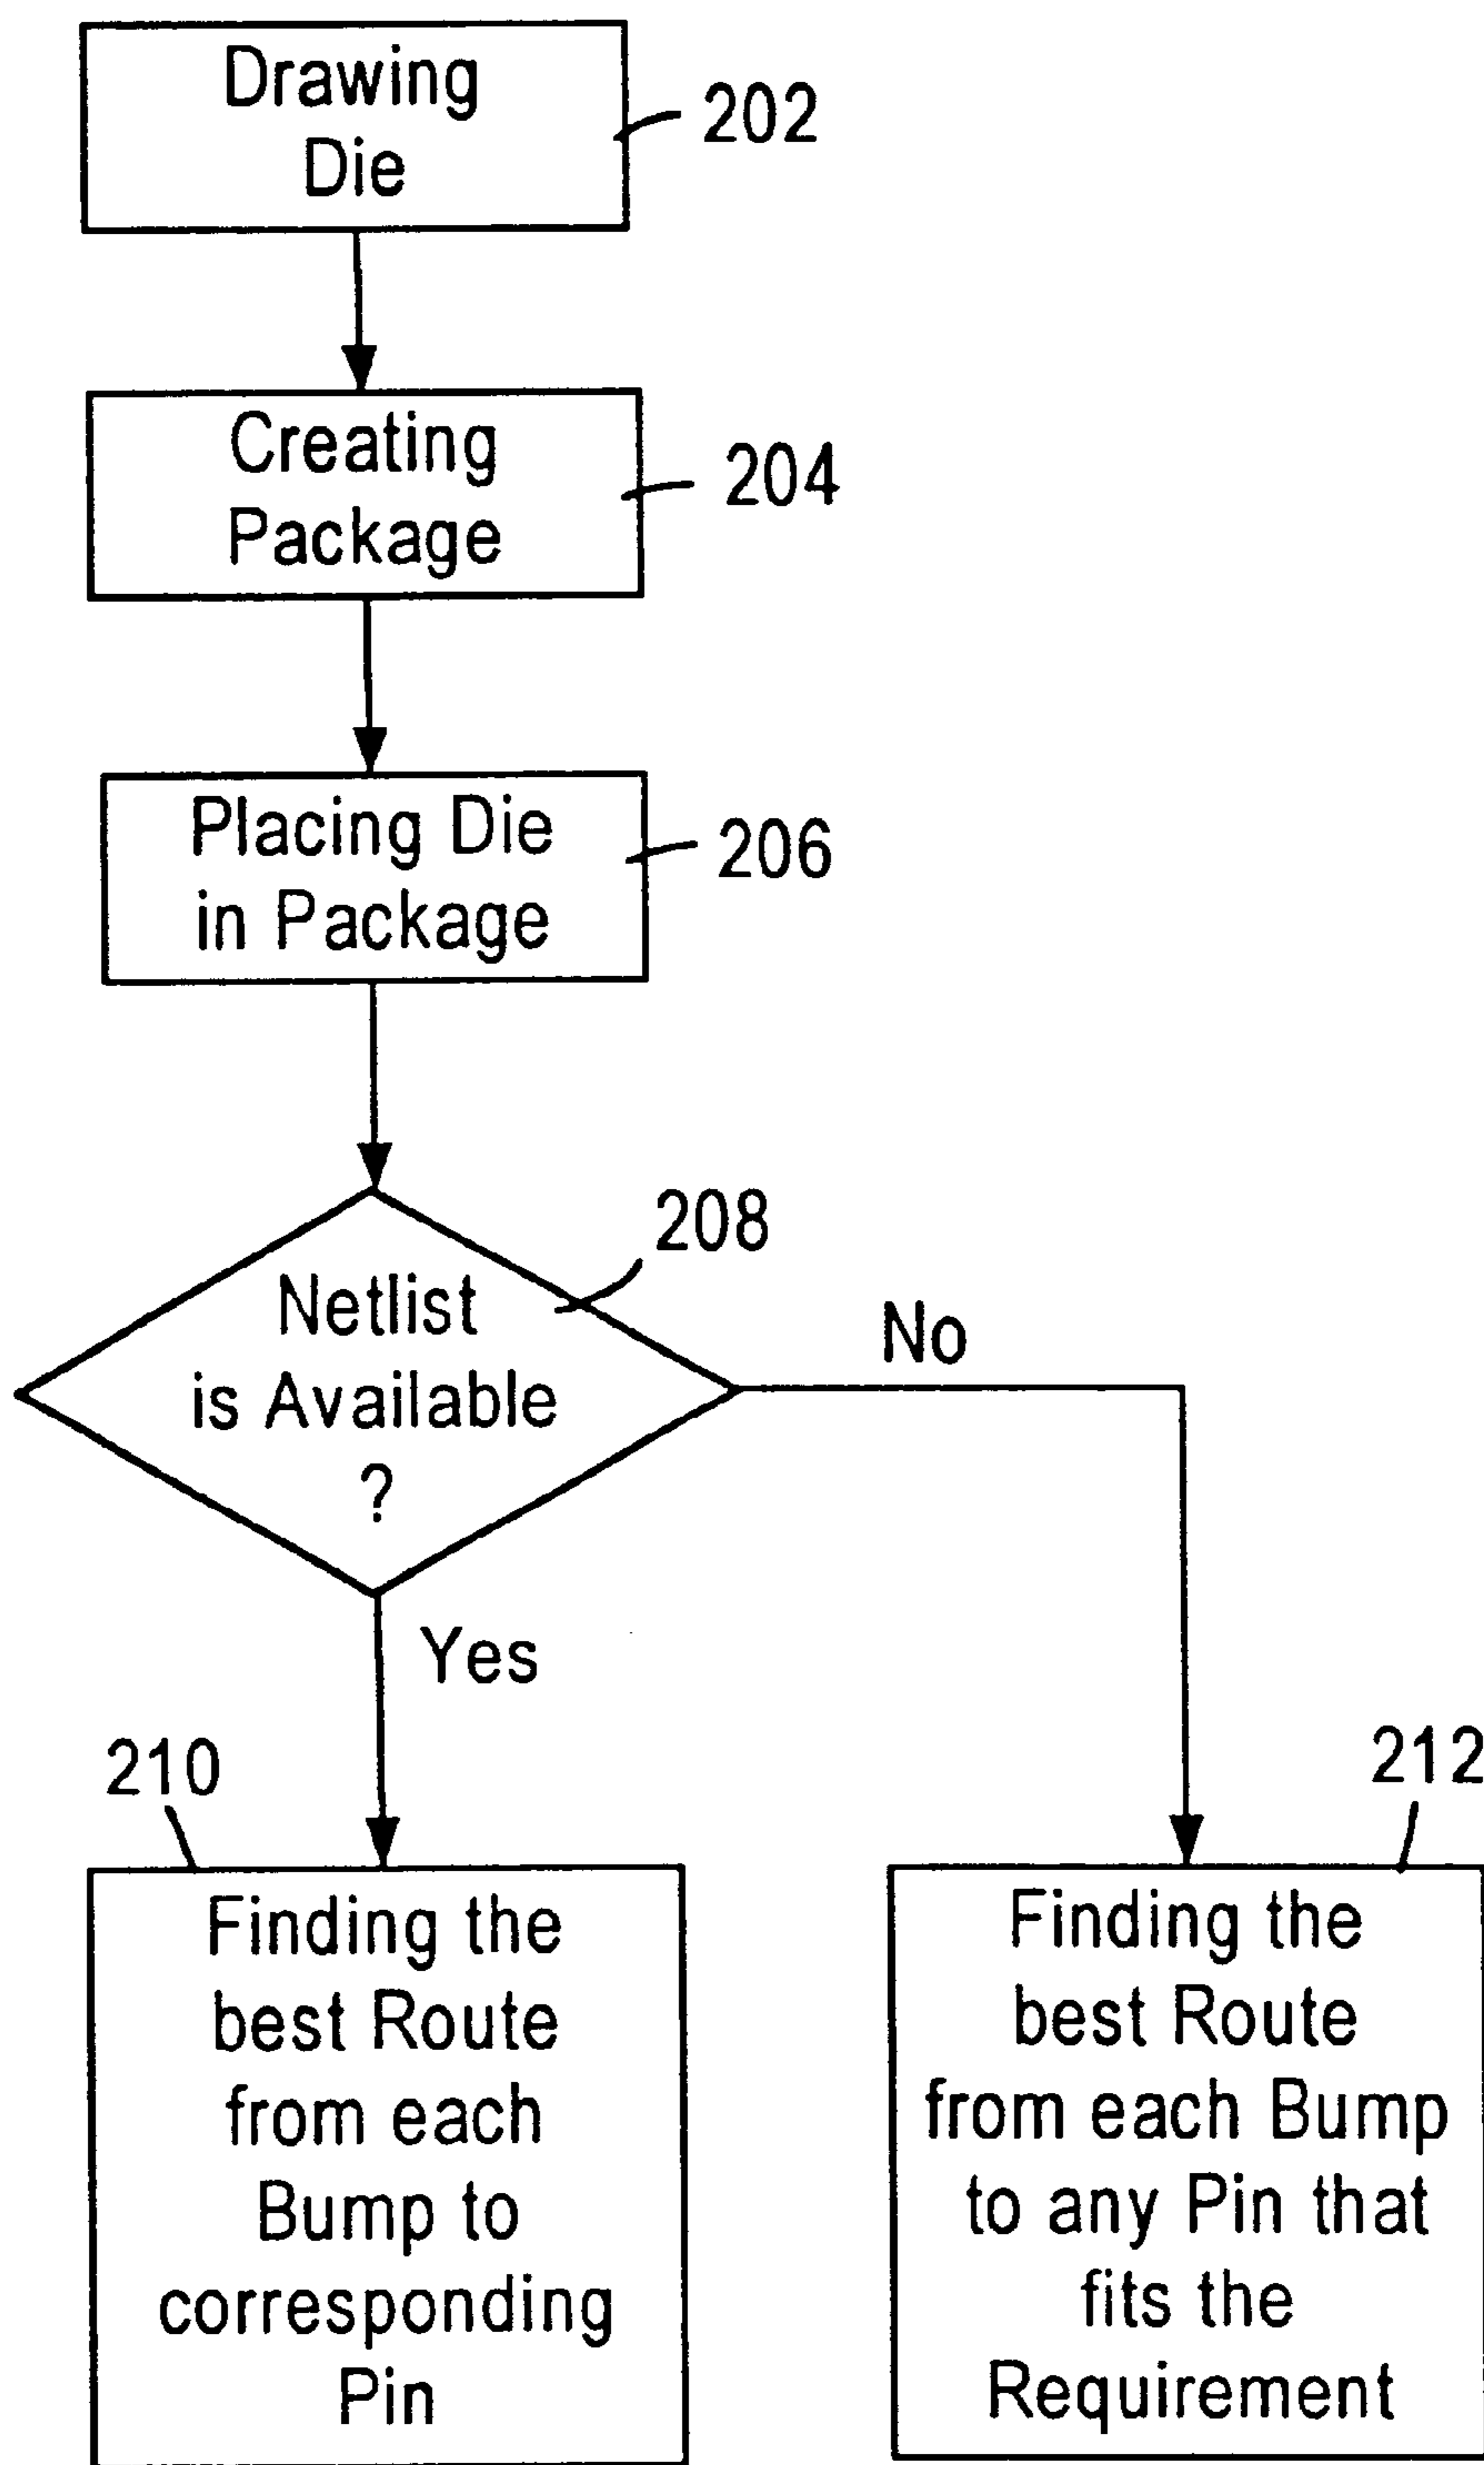 Drawing
Die
202
Creating
Package
204
Placing Die
in Package
206
208
Netlist
is Available
?
No
Yes
210
Finding the
best Route
from each
Bump to
corresponding
Pin
212
Finding the
best Route
from each Bump
to any Pin that
fits the
Requirement